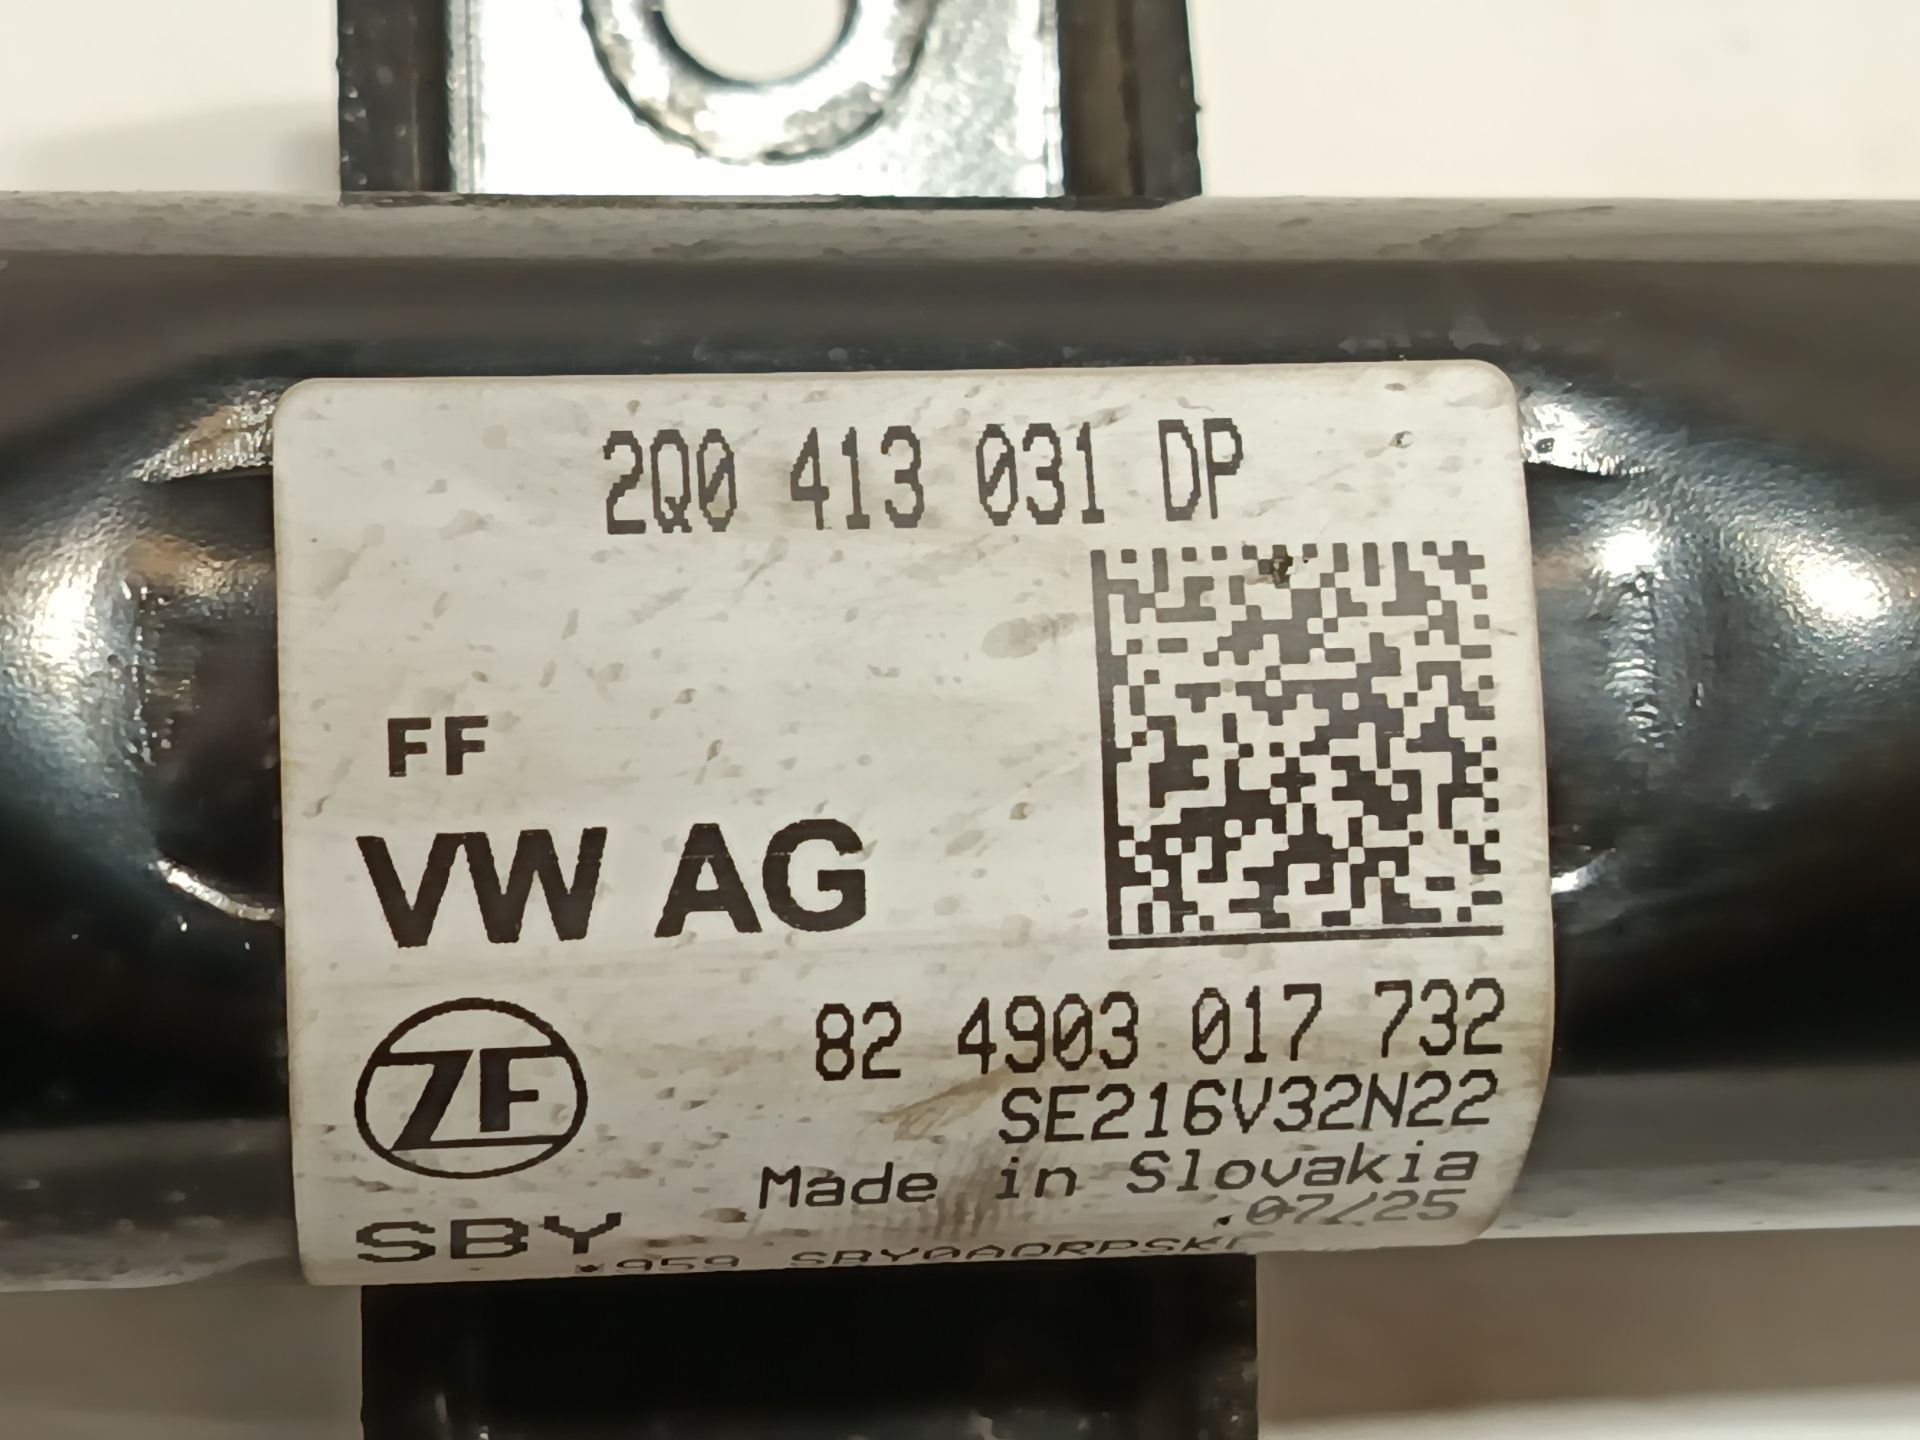 2Q0 413 031 DP
FF
VW AG
ZF
82 4903 017 732
SE216V32N22
Made in Slovakia
.07/25
SBY
*959